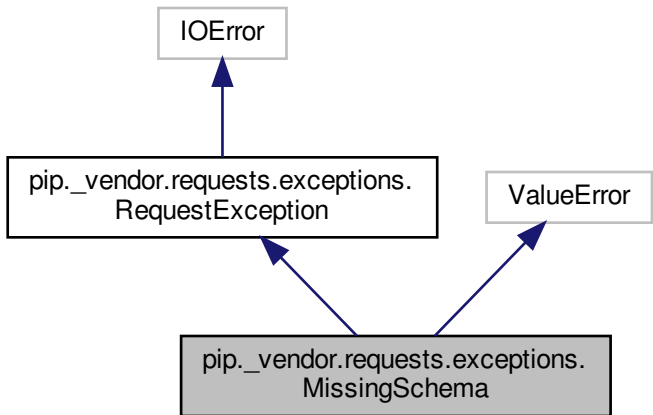 IOError
pip._vendor.requests.exceptions.
RequestException
ValueError
pip._vendor.requests.exceptions.
MissingSchema